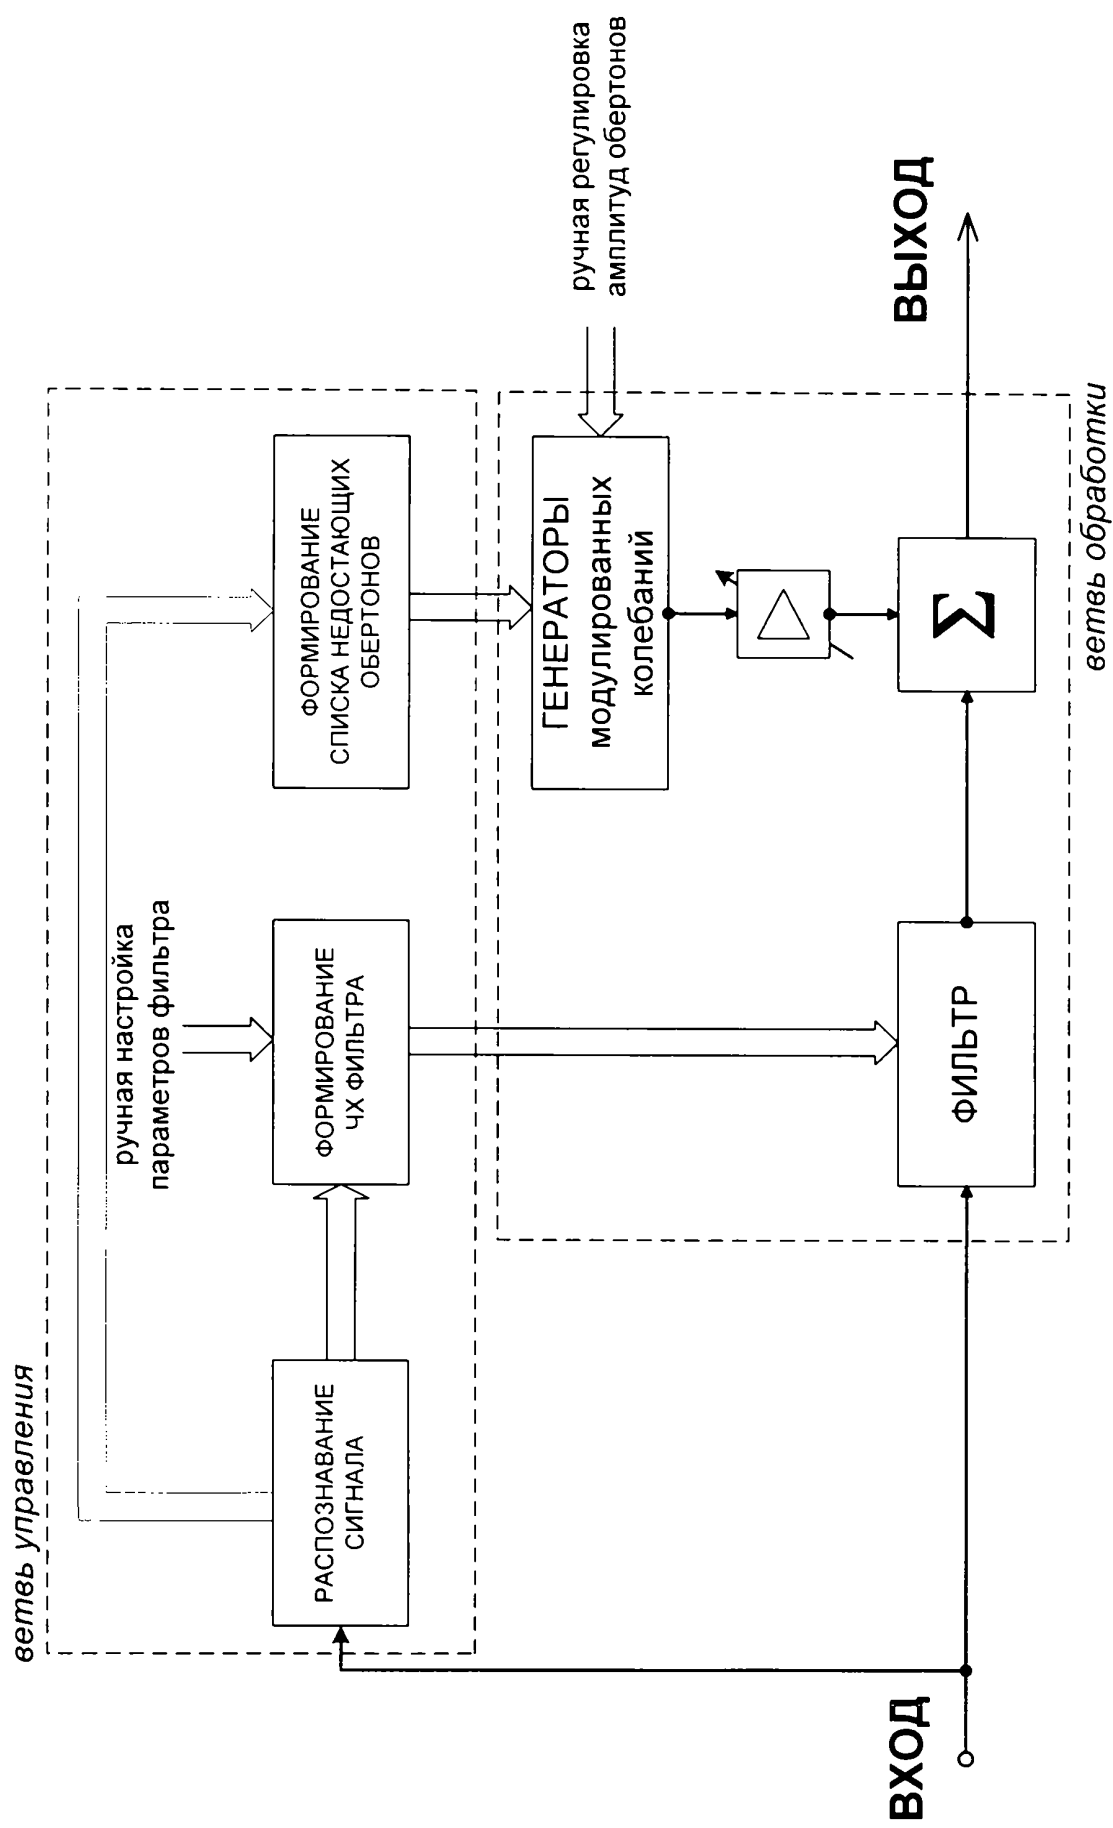 ветвь управления
ручная настройка
параметров фильтра
РАСПОЗНАВАНИЕ
СИГНАЛА
ФОРМИРОВАНИЕ
ЧХ ФИЛЬТРА
ФОРМИРОВАНИЕ
СПИСКА НЕДОСТАЮЩИХ
ОБЕРТОНОВ
ручная регулировка
амплитуд обертонов
ГЕНЕРАТОРЫ
модулированных
колебаний
ВХОД
ФИЛЬТР
Σ
ВЫХОД
ветвь обработки